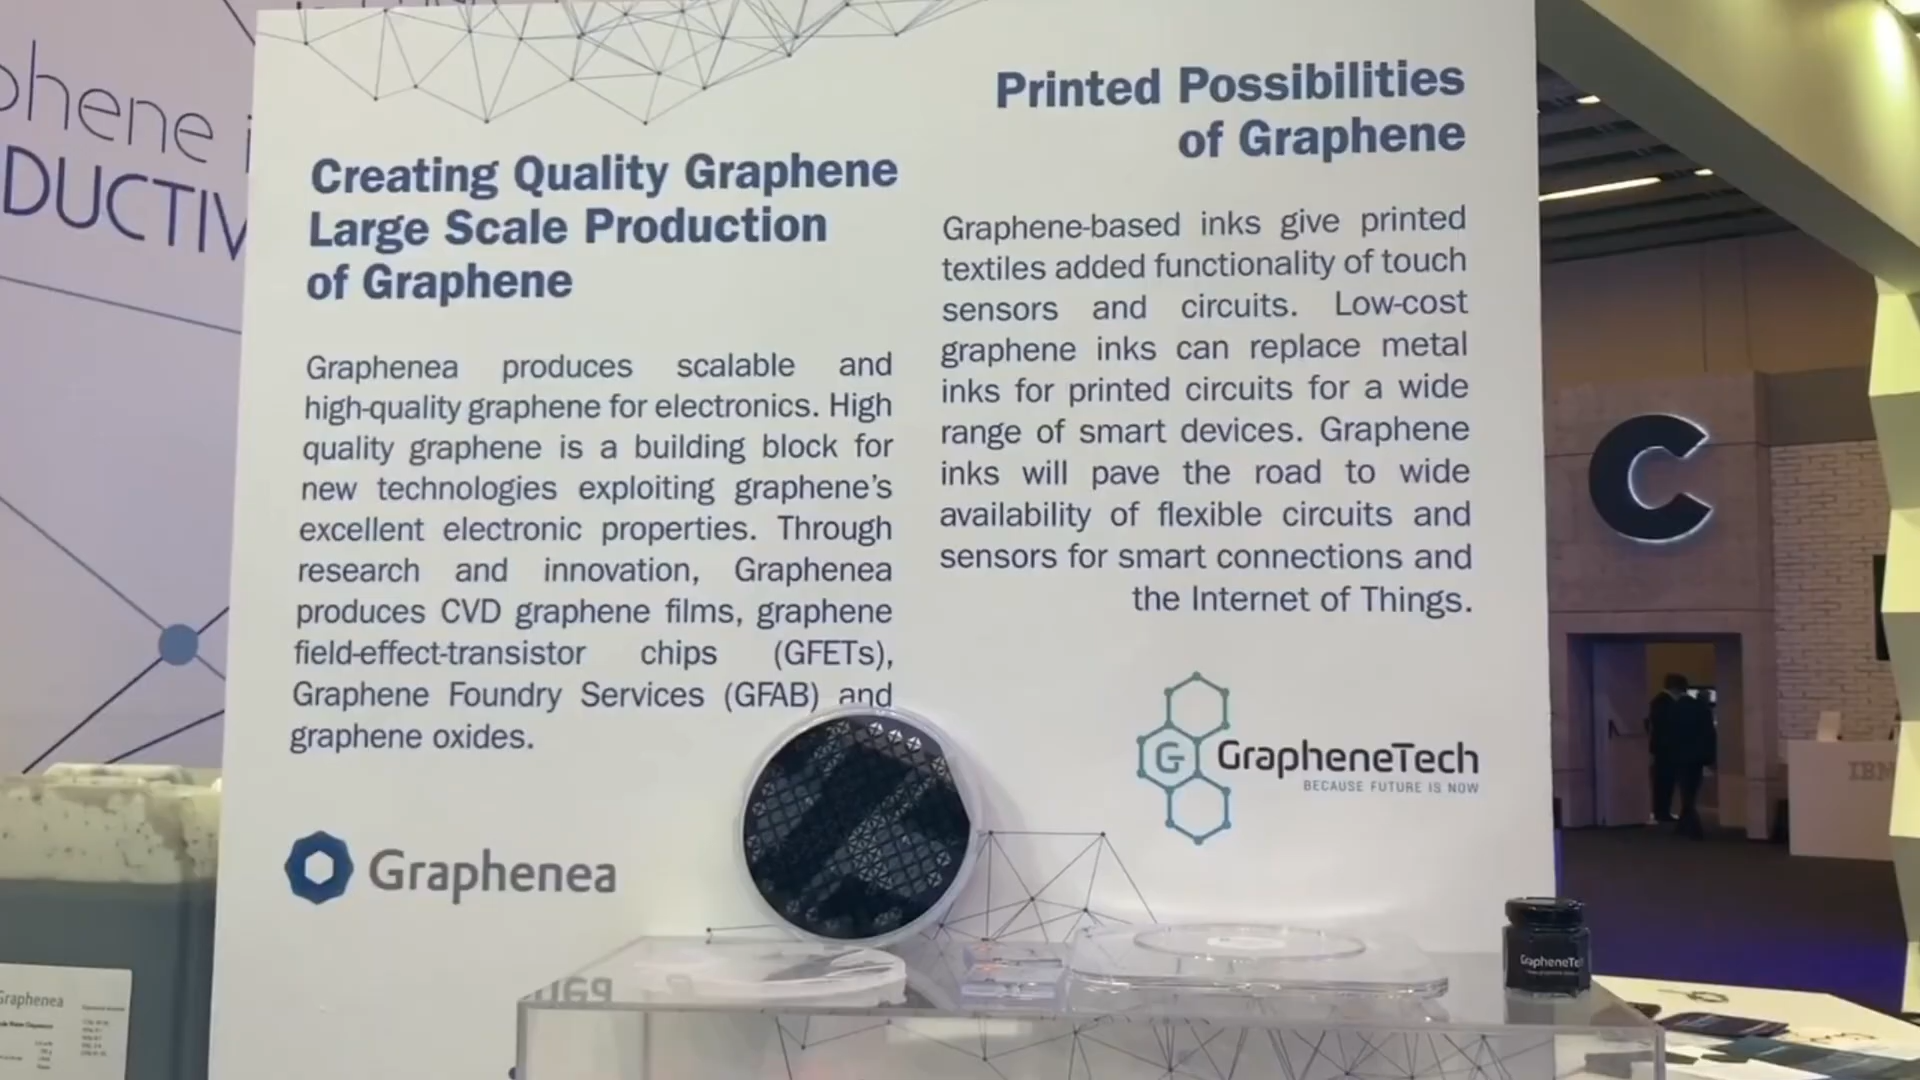 phene i
DUCTIV
Creating Quality Graphene
Large Scale Production
of Graphene
Graphenea produces scalable and
high-quality graphene for electronics. High
quality graphene is a building block for
new technologies exploiting graphene's
excellent electronic properties. Through
research and innovation, Graphenea
produces CVD graphene films, graphene
field-effect-transistor chips (GFETs),
Graphene Foundry Services (GFAB) and
graphene oxides.
Graphenea
Printed Possibilities
of Graphene
Graphene-based inks give printed
textiles added functionality of touch
sensors and circuits. Low-cost
graphene inks can replace metal
inks for printed circuits for a wide
range of smart devices. Graphene
inks will pave the road to wide
availability of flexible circuits and
sensors for smart connections and
the Internet of Things.
G
GrapheneTech
BECAUSE FUTURE IS NOW
C
IBM
GrapheneTe
Graphenea